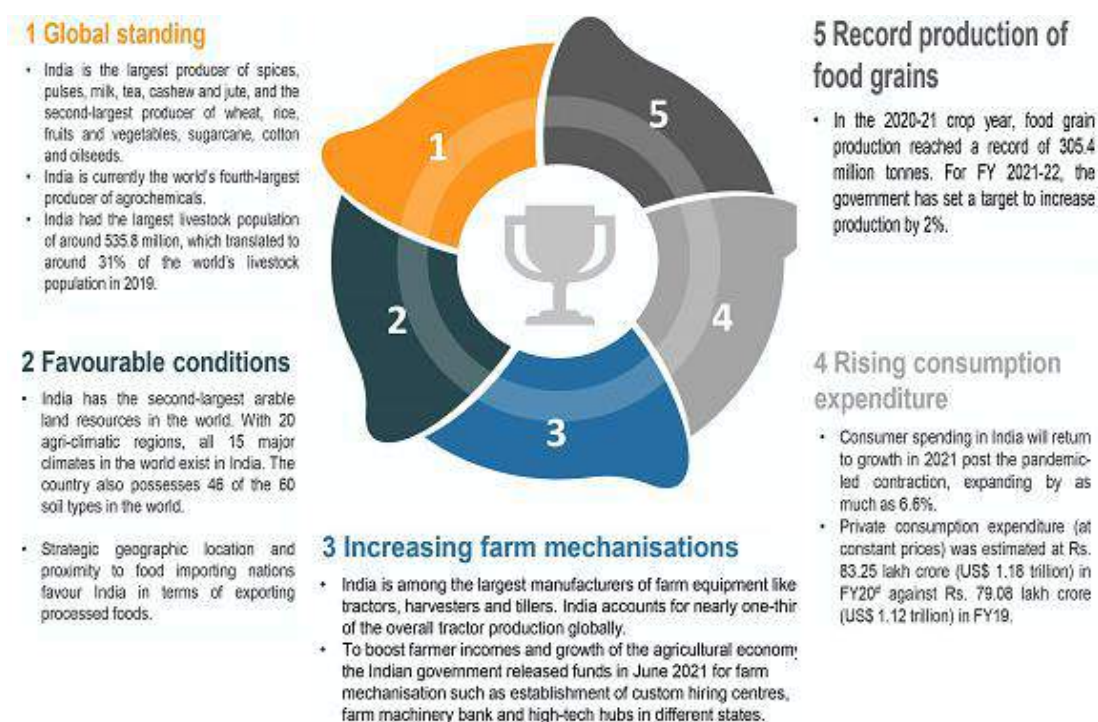 1 Global standing
• India is the largest producer of spices,
pulses, milk, tea, cashew and jute, and the
second-largest producer of wheat, rice,
fruits and vegetables, sugarcane, cotton
and oilseeds.
• India is currently the world's fourth-largest
producer of agrochemicals.
• India had the largest livestock population
of around 535.8 million, which translated to
around 31% of the world's livestock
population in 2019.
2 Favourable conditions
• India has the second-largest arable
land resources in the world. With 20
agri-climatic regions, all 15 major
climates in the world exist in India. The
country also possesses 46 of the 60
soil types in the world.
• Strategic geographic location and
proximity to food importing nations
favour India in terms of exporting
processed foods.
1
2
3
4
5
3 Increasing farm mechanisations
• India is among the largest manufacturers of farm equipment like
tractors, harvesters and tillers. India accounts for nearly one-thir
of the overall tractor production globally.
• To boost farmer incomes and growth of the agricultural economy
the Indian government released funds in June 2021 for farm
mechanisation such as establishment of custom hiring centres,
farm machinery bank and high-tech hubs in different states.
5 Record production of
food grains
• In the 2020-21 crop year, food grain
production reached a record of 305.4
million tonnes. For FY 2021-22, the
government has set a target to increase
production by 2%.
4 Rising consumption
expenditure
• Consumer spending in India will return
to growth in 2021 post the pandemic-
led contraction, expanding by as
much as 6.6%.
• Private consumption expenditure (at
constant prices) was estimated at Rs.
83.25 lakh crore (US$ 1.18 trillion) in
FY20 against Rs. 79.08 lakh crore
(US$ 1.12 trillion) in FY19.